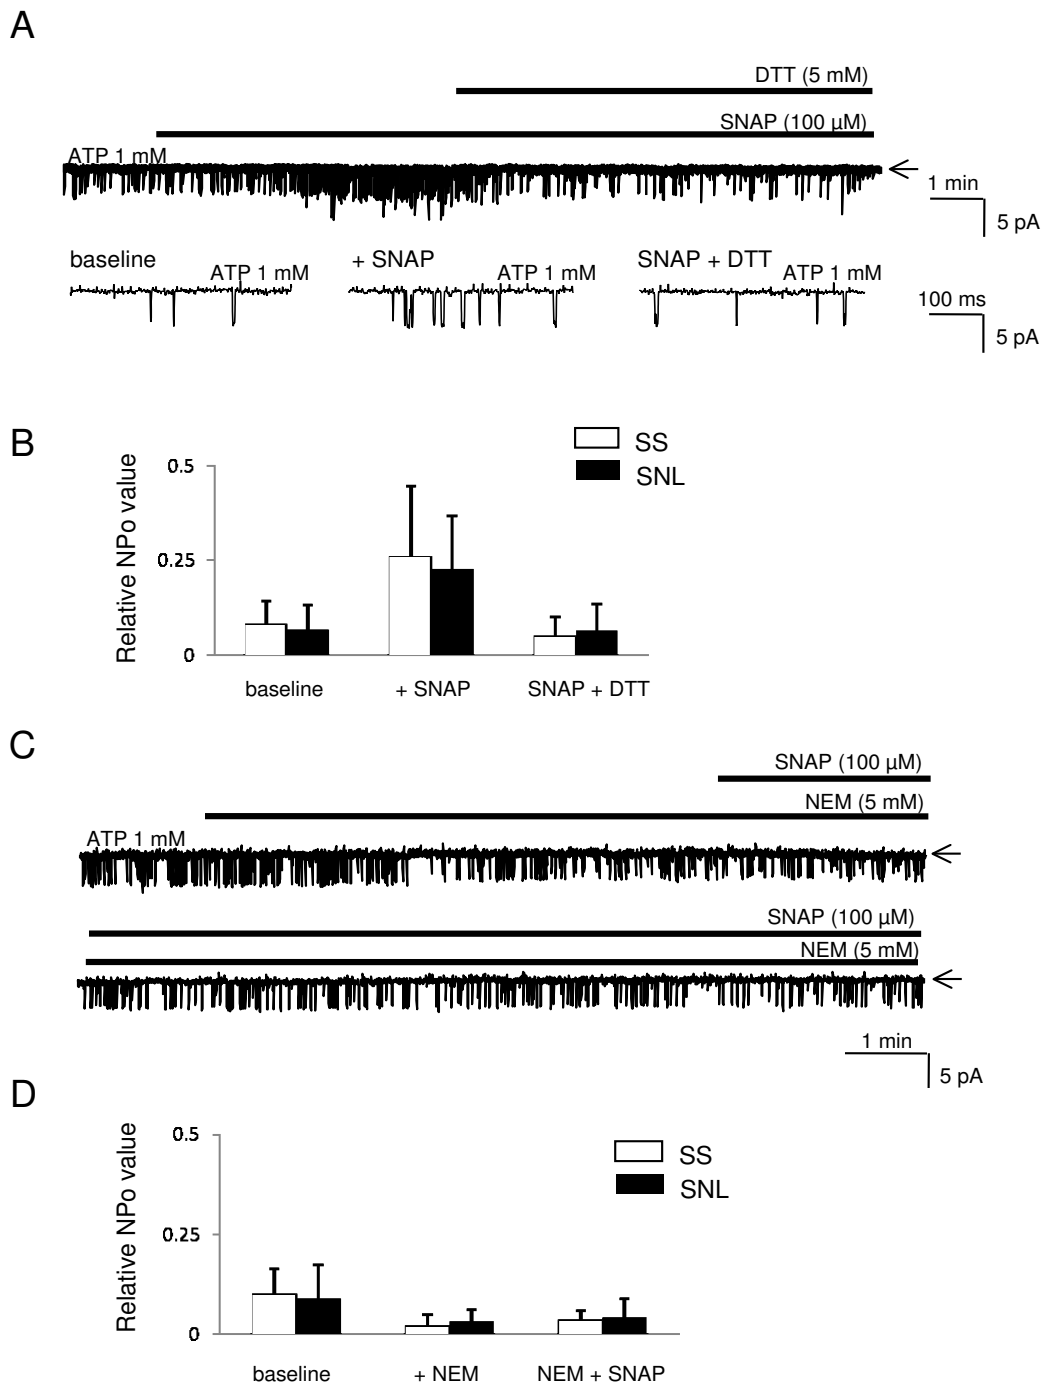 A
DTT (5 mM)
SNAP (100 µM)
ATP 1 mM
1 min
5 pA
baseline
+ SNAP
SNAP + DTT
ATP 1 mM
ATP 1 mM
ATP 1 mM
100 ms
5 pA
B
Relative NPo value
0.5
0.25
0
SS
SNL
baseline
+ SNAP
SNAP + DTT
C
SNAP (100 µM)
NEM (5 mM)
ATP 1 mM
SNAP (100 µM)
NEM (5 mM)
1 min
5 pA
D
Relative NPo value
0.5
0.25
0
SS
SNL
baseline
+ NEM
NEM + SNAP